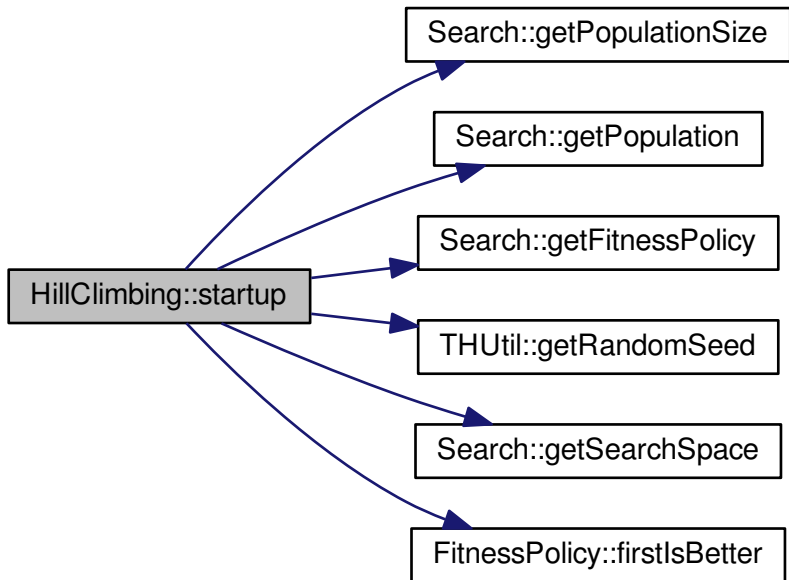 Search::getPopulationSize
Search::getPopulation
Search::getFitnessPolicy
HillClimbing::startup
THUtil::getRandomSeed
Search::getSearchSpace
FitnessPolicy::firstIsBetter